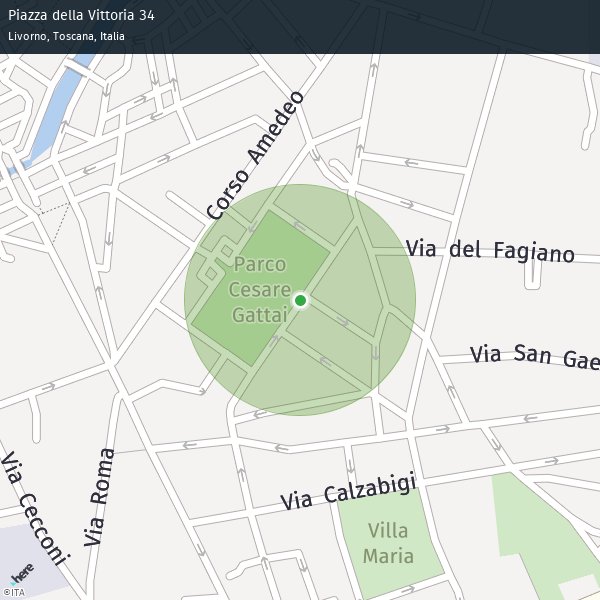 Piazza della Vittoria 34
Livorno, Toscana, Italia
Corso Amedeo
Via del Fagiano
Parco
Cesare
Gattai
Via San Gae
Via Cecconi
Via Roma
Via Calzabigi
Villa
Maria
here
©ITA